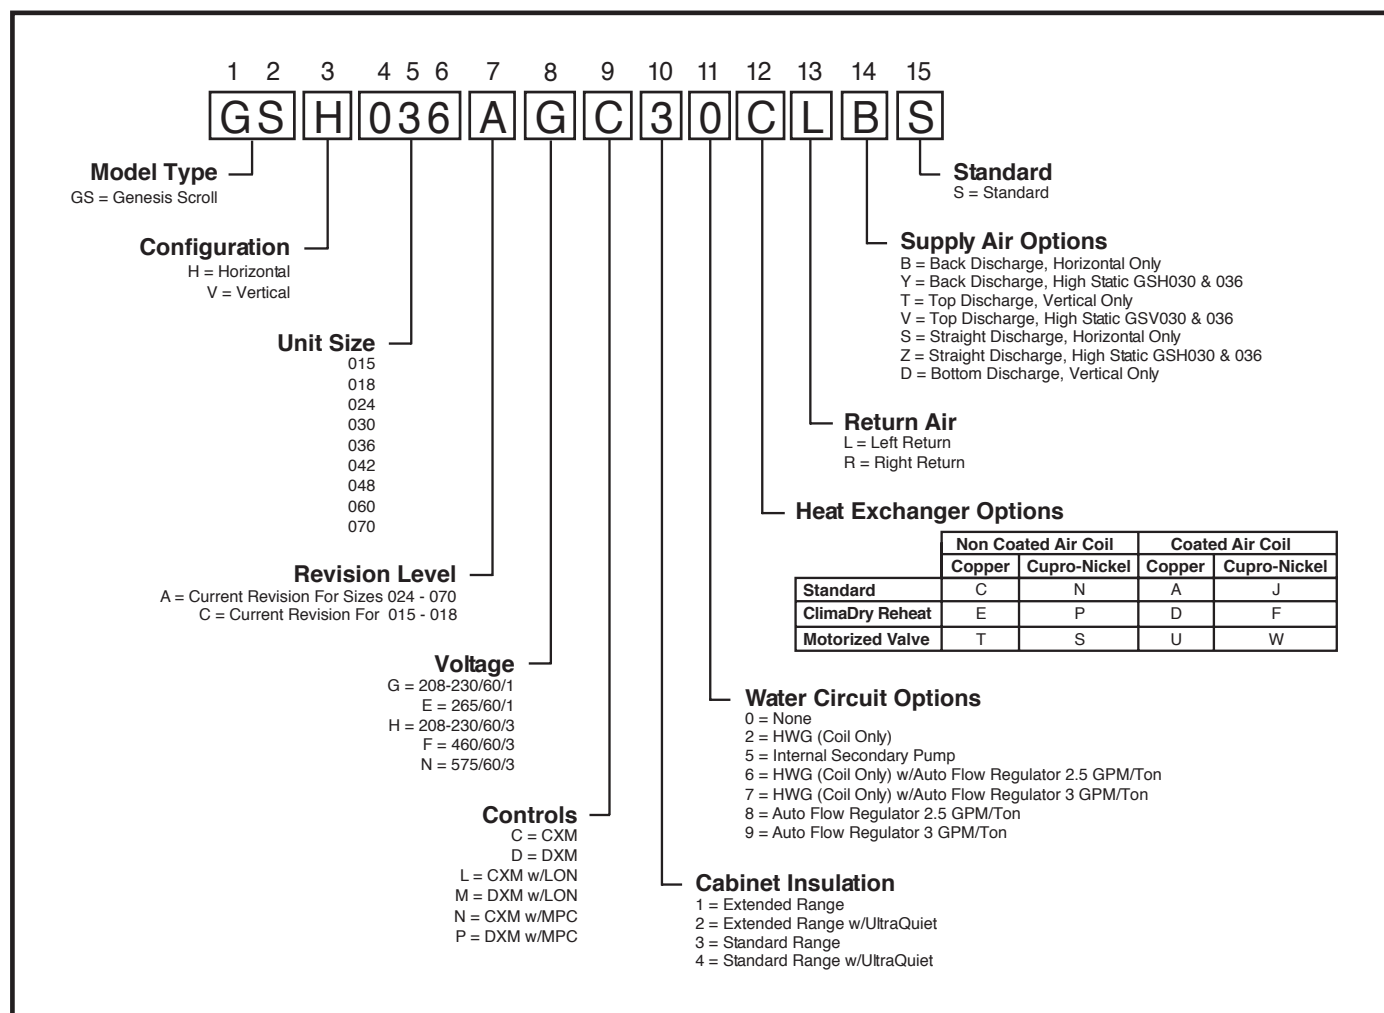 1 2 3 4 5 6 7 8 9 10 11 12 13 14 15
GS H 036 A G C 3 0 C L B S
Model Type
GS = Genesis Scroll
Configuration
H = Horizontal
V = Vertical
Unit Size
015
018
024
030
036
042
048
060
070
Revision Level
A = Current Revision For Sizes 024 - 070
C = Current Revision For 015 - 018
Voltage
G = 208-230/60/1
E = 265/60/1
H = 208-230/60/3
F = 460/60/3
N = 575/60/3
Controls
C = CXM
D = DXM
L = CXM w/LON
M = DXM w/LON
N = CXM w/MPC
P = DXM w/MPC
Standard
S = Standard
Supply Air Options
B = Back Discharge, Horizontal Only
Y = Back Discharge, High Static GSH030 & 036
T = Top Discharge, Vertical Only
V = Top Discharge, High Static GSV030 & 036
S = Straight Discharge, Horizontal Only
Z = Straight Discharge, High Static GSH030 & 036
D = Bottom Discharge, Vertical Only
Return Air
L = Left Return
R = Right Return
Heat Exchanger Options
Non Coated Air Coil Coated Air Coil
Copper Cupro-Nickel Copper Cupro-Nickel
Standard C N A J
ClimaDry Reheat E P D F
Motorized Valve T S U W
Water Circuit Options
0 = None
2 = HWG (Coil Only)
5 = Internal Secondary Pump
6 = HWG (Coil Only) w/Auto Flow Regulator 2.5 GPM/Ton
7 = HWG (Coil Only) w/Auto Flow Regulator 3 GPM/Ton
8 = Auto Flow Regulator 2.5 GPM/Ton
9 = Auto Flow Regulator 3 GPM/Ton
Cabinet Insulation
1 = Extended Range
2 = Extended Range w/UltraQuiet
3 = Standard Range
4 = Standard Range w/UltraQuiet